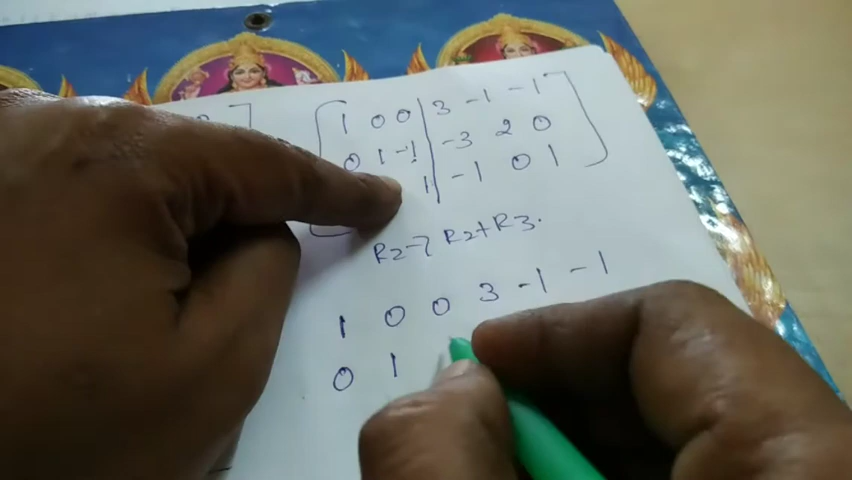 1 0 0 | 3 -1 -1
0 1 -1 | -3 2 0
1 | -1 0 1
R2→R2+R3.
1 0 0 3 -1 -1
0 1